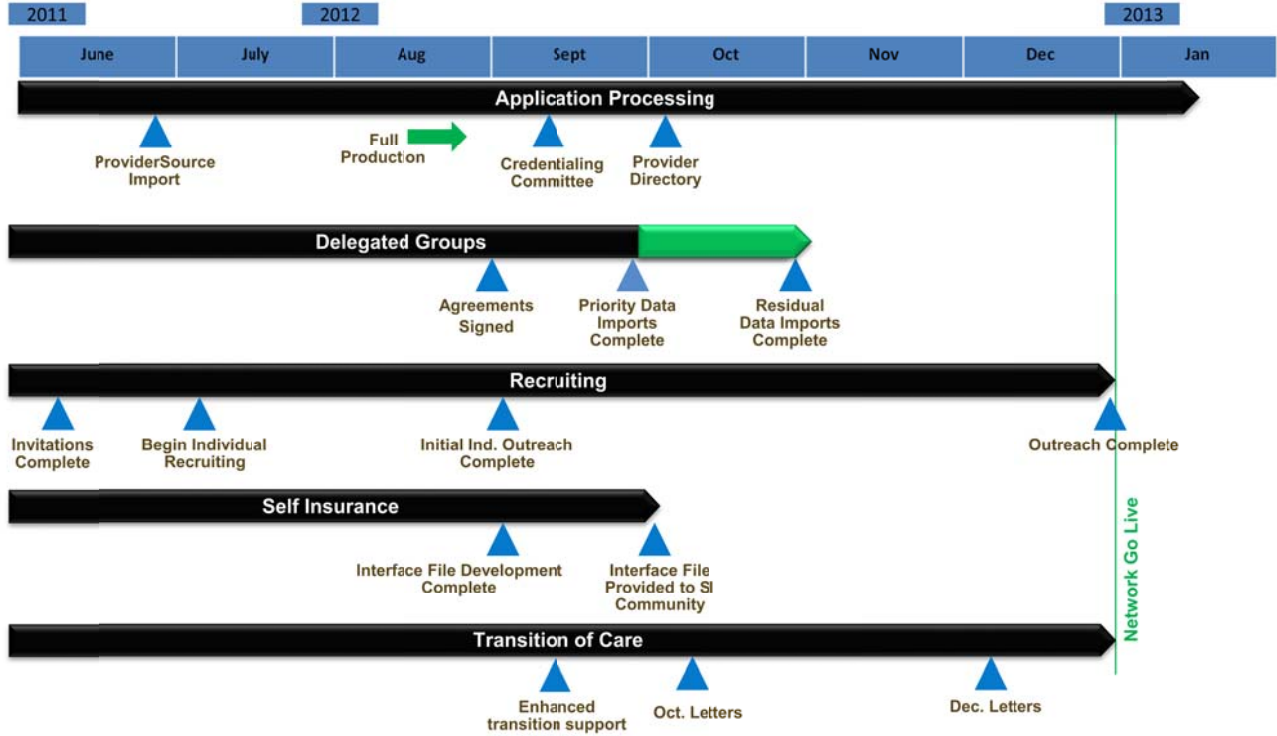 2011
2012
2013
June
July
Aug
Sept
Oct
Nov
Dec
Jan
Application Processing
ProviderSource
Import
Full
Production
Credentialing
Committee
Provider
Directory
Delegated Groups
Agreements
Signed
Priority Data
Imports
Complete
Residual
Data Imports
Complete
Recruiting
Invitations
Complete
Begin Individual
Recruiting
Initial Ind. Outreach
Complete
Outreach Complete
Self Insurance
Interface File Development
Complete
Interface File
Provided to SI
Community
Network Go Live
Transition of Care
Enhanced
transition support
Oct. Letters
Dec. Letters